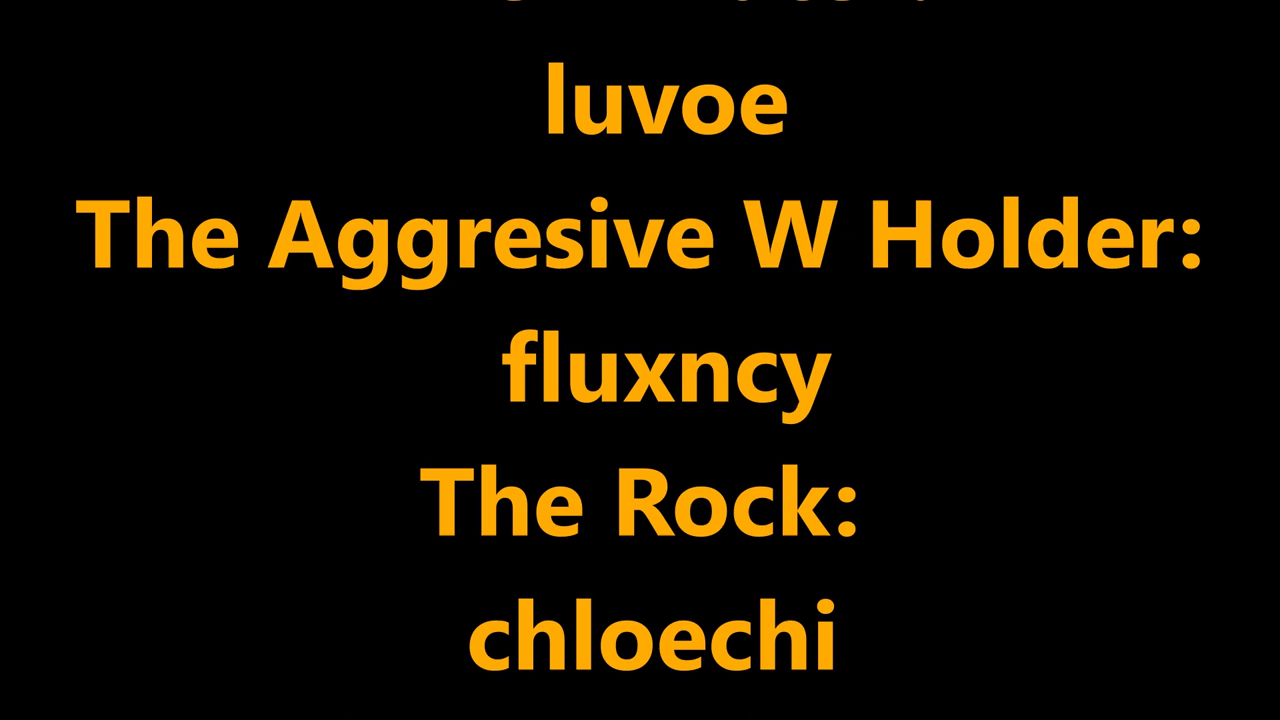 luvoe
The Aggresive W Holder:
fluxncy
The Rock:
chloechi